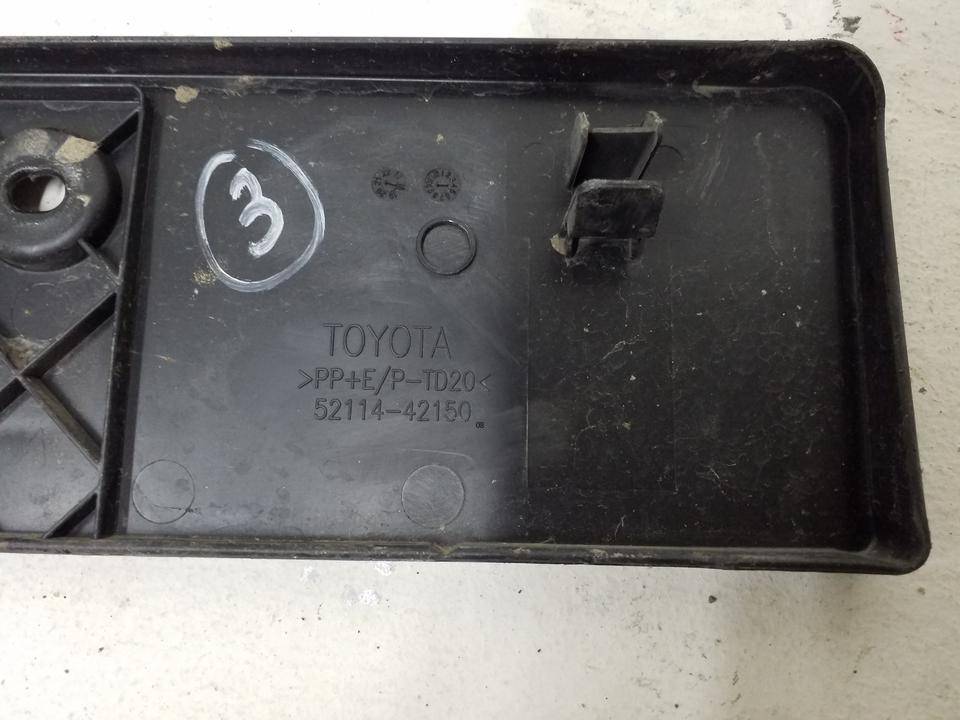 3
TOYOTA
>PP+E/P-TD20<
52114-42150